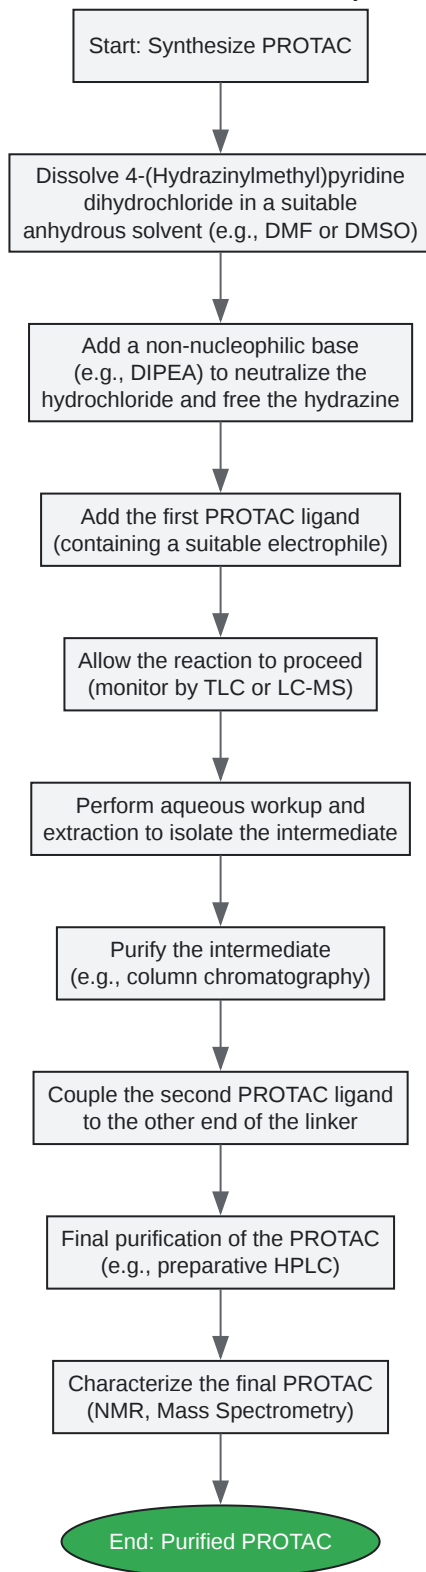 Start: Synthesize PROTAC
Dissolve 4-(Hydrazinylmethyl)pyridine
dihydrochloride in a suitable
anhydrous solvent (e.g., DMF or DMSO)
Add a non-nucleophilic base
(e.g., DIPEA) to neutralize the
hydrochloride and free the hydrazine
Add the first PROTAC ligand
(containing a suitable electrophile)
Allow the reaction to proceed
(monitor by TLC or LC-MS)
Perform aqueous workup and
extraction to isolate the intermediate
Purify the intermediate
(e.g., column chromatography)
Couple the second PROTAC ligand
to the other end of the linker
Final purification of the PROTAC
(e.g., preparative HPLC)
Characterize the final PROTAC
(NMR, Mass Spectrometry)
End: Purified PROTAC